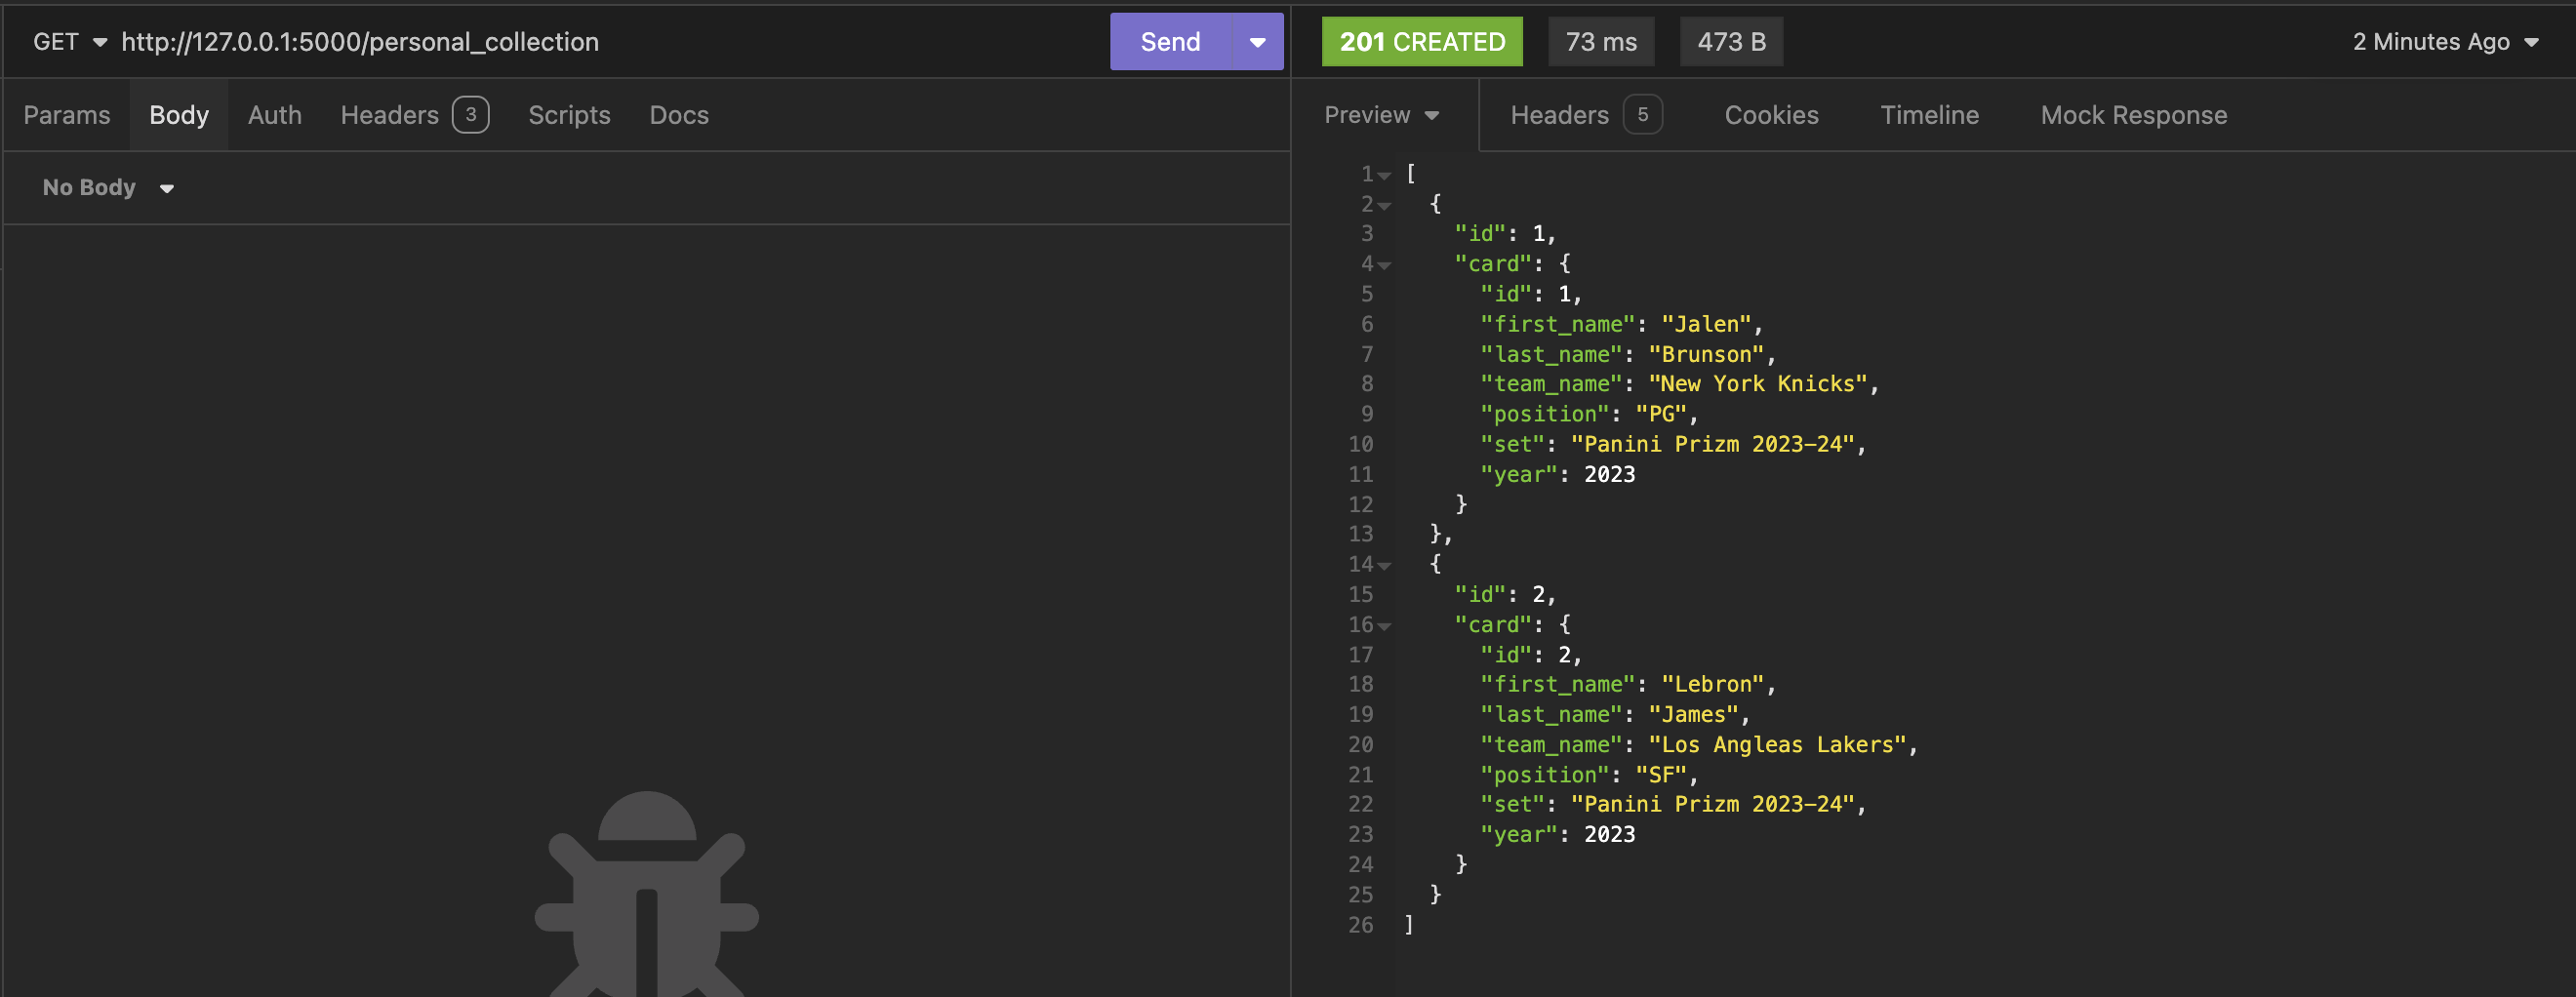 GET http://127.0.0.1:5000/personal_collection Send
201 CREATED 73 ms 473 B 2 Minutes Ago
Params Body Auth Headers 3 Scripts Docs
Preview Headers 5 Cookies Timeline Mock Response
No Body
1 [
2 {
3 "id": 1,
4 "card": {
5 "id": 1,
6 "first_name": "Jalen",
7 "last_name": "Brunson",
8 "team_name": "New York Knicks",
9 "position": "PG",
10 "set": "Panini Prizm 2023-24",
11 "year": 2023
12 }
13 },
14 {
15 "id": 2,
16 "card": {
17 "id": 2,
18 "first_name": "Lebron",
19 "last_name": "James",
20 "team_name": "Los Angleas Lakers",
21 "position": "SF",
22 "set": "Panini Prizm 2023-24",
23 "year": 2023
24 }
25 }
26 ]